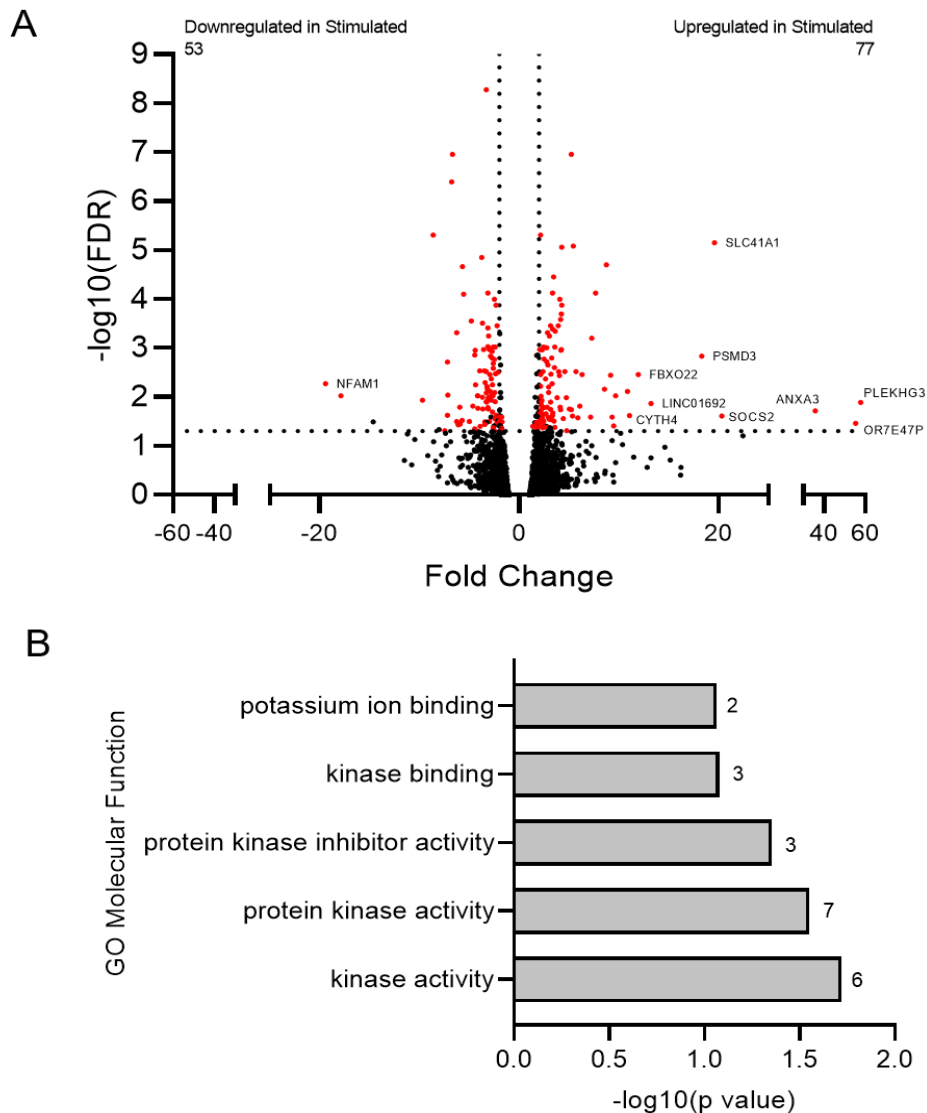 A
Downregulated in Stimulated
53
Upregulated in Stimulated
77
9
8
7
6
5
4
3
2
1
0
-log10(FDR)
SLC41A1
PSMD3
FBXO22
NFAM1
LINC01692
ANXA3
PLEKHG3
CYTH4
SOCS2
OR7E47P
-60
-40
-20
0
20
40
60
Fold Change
B
GO Molecular Function
potassium ion binding
2
kinase binding
3
protein kinase inhibitor activity
3
protein kinase activity
7
kinase activity
6
0.0
0.5
1.0
1.5
2.0
-log10(p value)